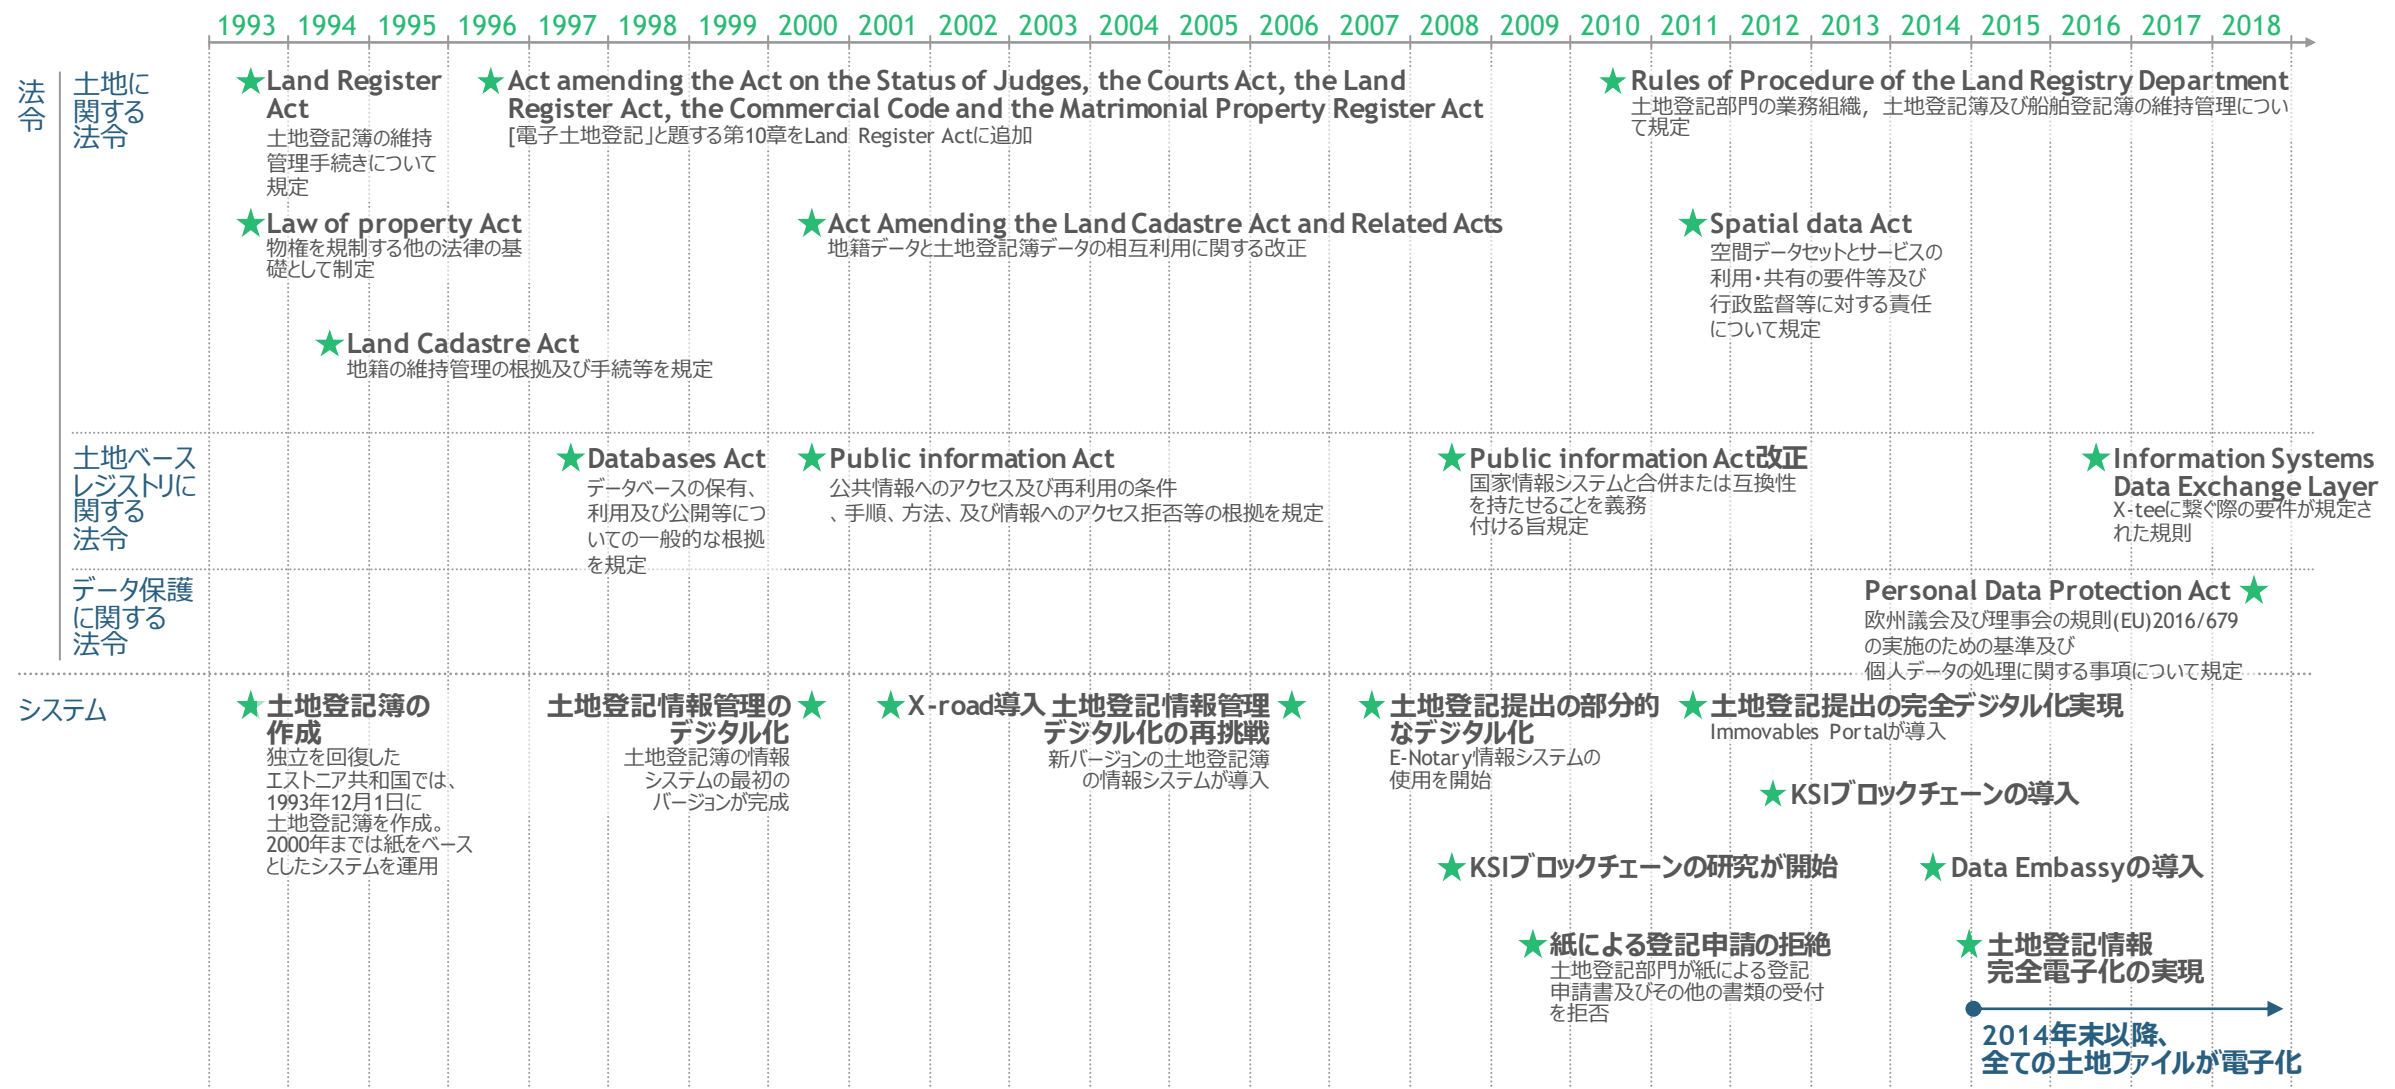 1993 1994 1995 1996 1997 1998 1999 2000 2001 2002 2003 2004 2005 2006 2007 2008 2009 2010 2011 2012 2013 2014 2015 2016 2017 2018
法
令
土地に
関する
法令
Land Register
Act
土地登記簿の維持
管理手続きについて
規定
Act amending the Act on the Status of Judges, the Courts Act, the Land
Register Act, the Commercial Code and the Matrimonial Property Register Act
[電子土地登記」と題する第10章をLand Register Actに追加
Rules of Procedure of the Land Registry Department
土地登記部門の業務組織，土地登記簿及び船舶登記簿の維持管理につい
て規定
Law of property Act
物権を規制する他の法律の基
礎として制定
Act Amending the Land Cadastre Act and Related Acts
地籍データと土地登記簿データの相互利用に関する改正
Spatial data Act
空間データセットとサービスの
利用・共有の要件等及び
行政監督等に対する責任
について規定
Land Cadastre Act
地籍の維持管理の根拠及び手続等を規定
土地ベース
レジストリに
関する
法令
Databases Act
データベースの保有、
利用及び公開等につ
いての一般的な根拠
を規定
Public information Act
公共情報へのアクセス及び再利用の条件
、手順、方法、及び情報へのアクセス拒否等の根拠を規定
Public information Act改正
国家情報システムと合併または互換性
を持たせることを義務
付ける旨規定
Information Systems
Data Exchange Layer
X-teeに繋ぐ際の要件が規定さ
れた規則
データ保護
に関する
法令
Personal Data Protection Act
欧州議会及び理事会の規則(EU)2016/679
の実施のための基準及び
個人データの処理に関する事項について規定
システム
土地登記簿の
作成
独立を回復した
エストニア共和国では、
1993年12月1日に
土地登記簿を作成。
2000年までは紙をベース
としたシステムを運用
土地登記情報管理の
デジタル化
土地登記簿の情報
システムの最初の
バージョンが完成
X-road導入
土地登記情報管理
デジタル化の再挑戦
新バージョンの土地登記簿
の情報システムが導入
土地登記提出の部分的
なデジタル化
E-Notary情報システムの
使用を開始
土地登記提出の完全デジタル化実現
Immovables Portalが導入
KSIブロックチェーンの導入
KSIブロックチェーンの研究が開始
Data Embassyの導入
紙による登記申請の拒絶
土地登記部門が紙による登記
申請書及びその他の書類の受付
を拒否
土地登記情報
完全電子化の実現
2014年末以降、
全ての土地ファイルが電子化